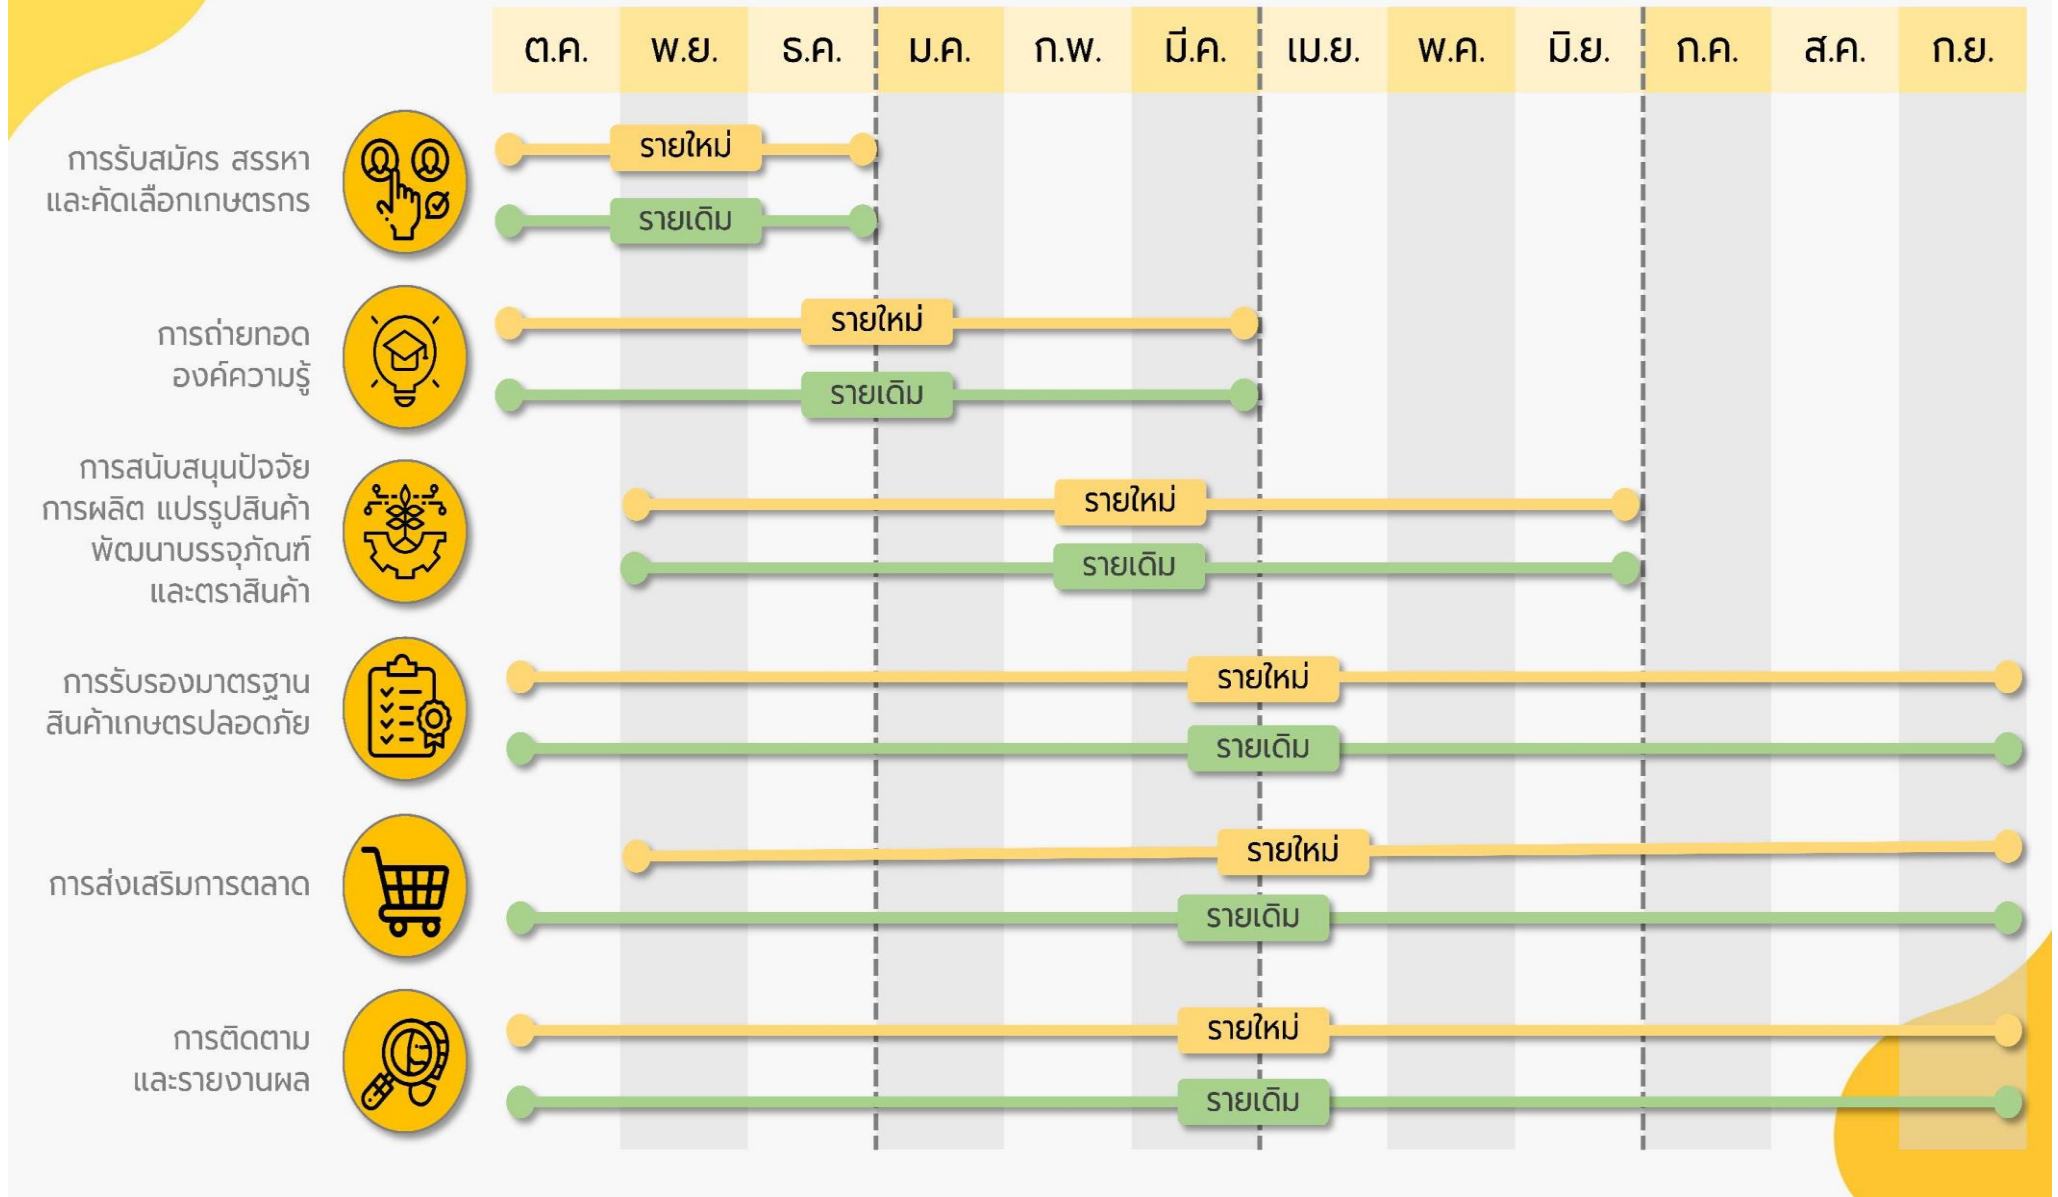 ต.ค. พ.ย. ธ.ค. ม.ค. ก.พ. มี.ค. เม.ย. พ.ค. มิ.ย. ก.ค. ส.ค. ก.ย.
การรับสมัคร สรรหา
และคัดเลือกเกษตรกร
รายใหม่
รายเดิม
การถ่ายทอด
องค์ความรู้
รายใหม่
รายเดิม
การสนับสนุนปัจจัย
การผลิต แปรรูปสินค้า
พัฒนาบรรจุภัณฑ์
และตราสินค้า
รายใหม่
รายเดิม
การรับรองมาตรฐาน
สินค้าเกษตรปลอดภัย
รายใหม่
รายเดิม
การส่งเสริมการตลาด
รายใหม่
รายเดิม
การติดตาม
และรายงานผล
รายใหม่
รายเดิม